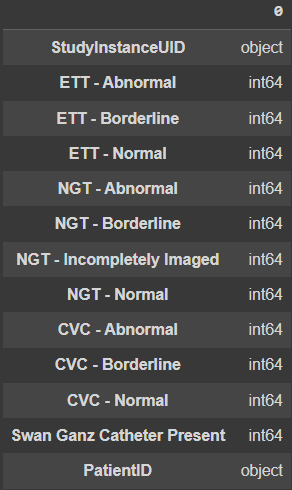 0
StudyInstanceUID object
ETT - Abnormal int64
ETT - Borderline int64
ETT - Normal int64
NGT - Abnormal int64
NGT - Borderline int64
NGT - Incompletely Imaged int64
NGT - Normal int64
CVC - Abnormal int64
CVC - Borderline int64
CVC - Normal int64
Swan Ganz Catheter Present int64
PatientID object